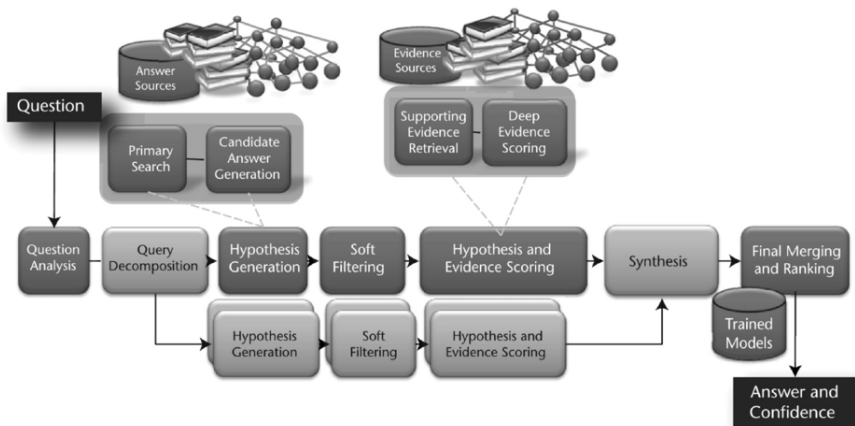 Answer
Sources
Evidence
Sources
Question
Primary
Search
Candidate
Answer
Generation
Supporting
Evidence
Retrieval
Deep
Evidence
Scoring
Question
Analysis
Query
Decomposition
Hypothesis
Generation
Soft
Filtering
Hypothesis and
Evidence Scoring
Synthesis
Final Merging
and Ranking
Trained
Models
Hypothesis
Generation
Soft
Filtering
Hypothesis and
Evidence Scoring
Answer and
Confidence